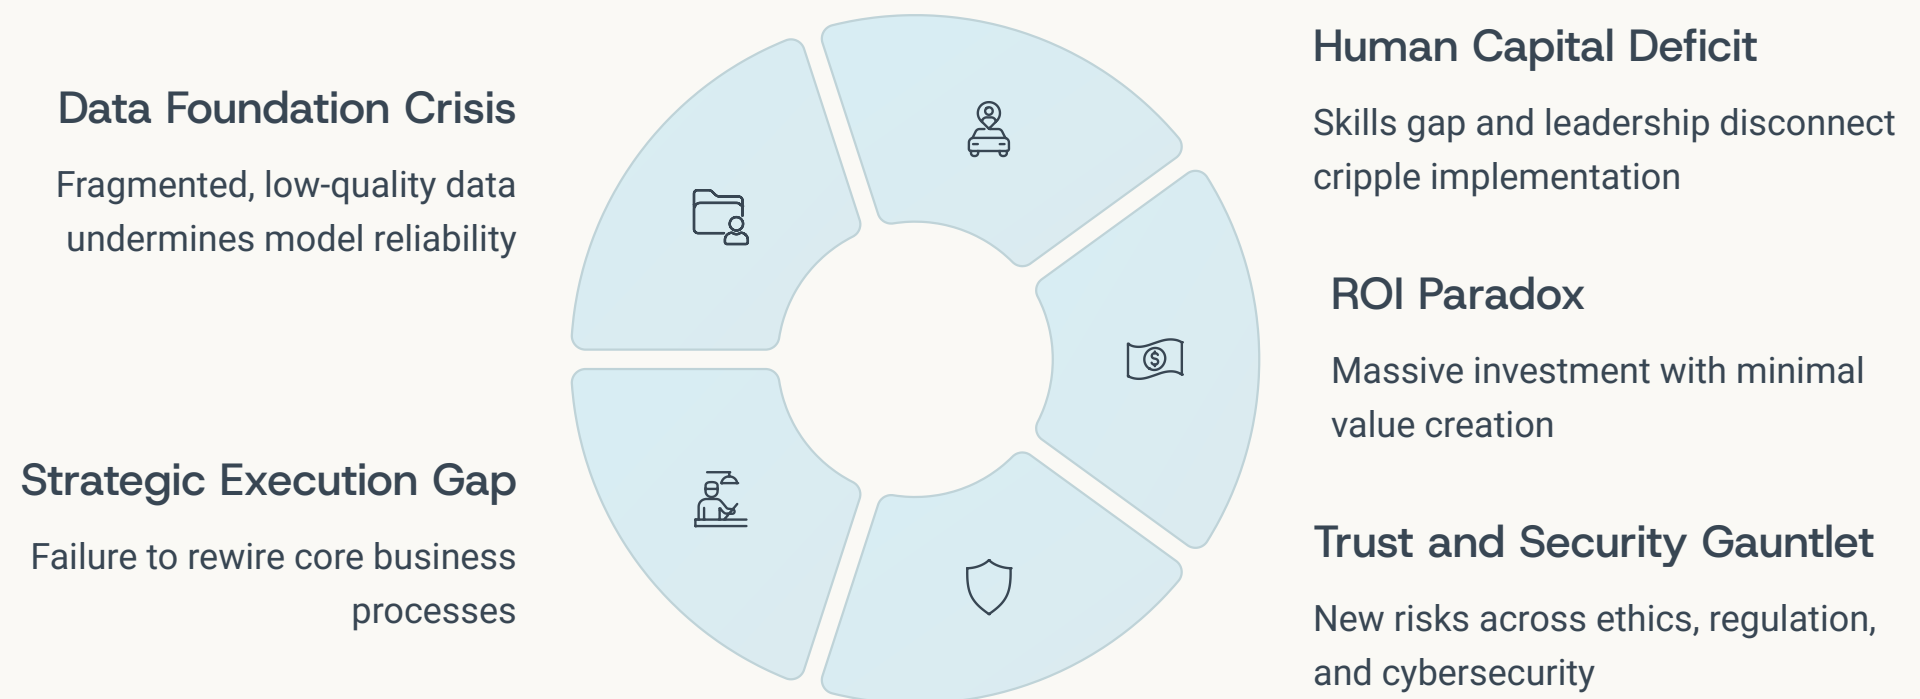 Data Foundation Crisis
Fragmented, low-quality data
undermines model reliability
Strategic Execution Gap
Failure to rewire core business
processes
Human Capital Deficit
Skills gap and leadership disconnect
cripple implementation
ROI Paradox
Massive investment with minimal
value creation
Trust and Security Gauntlet
New risks across ethics, regulation,
and cybersecurity
$